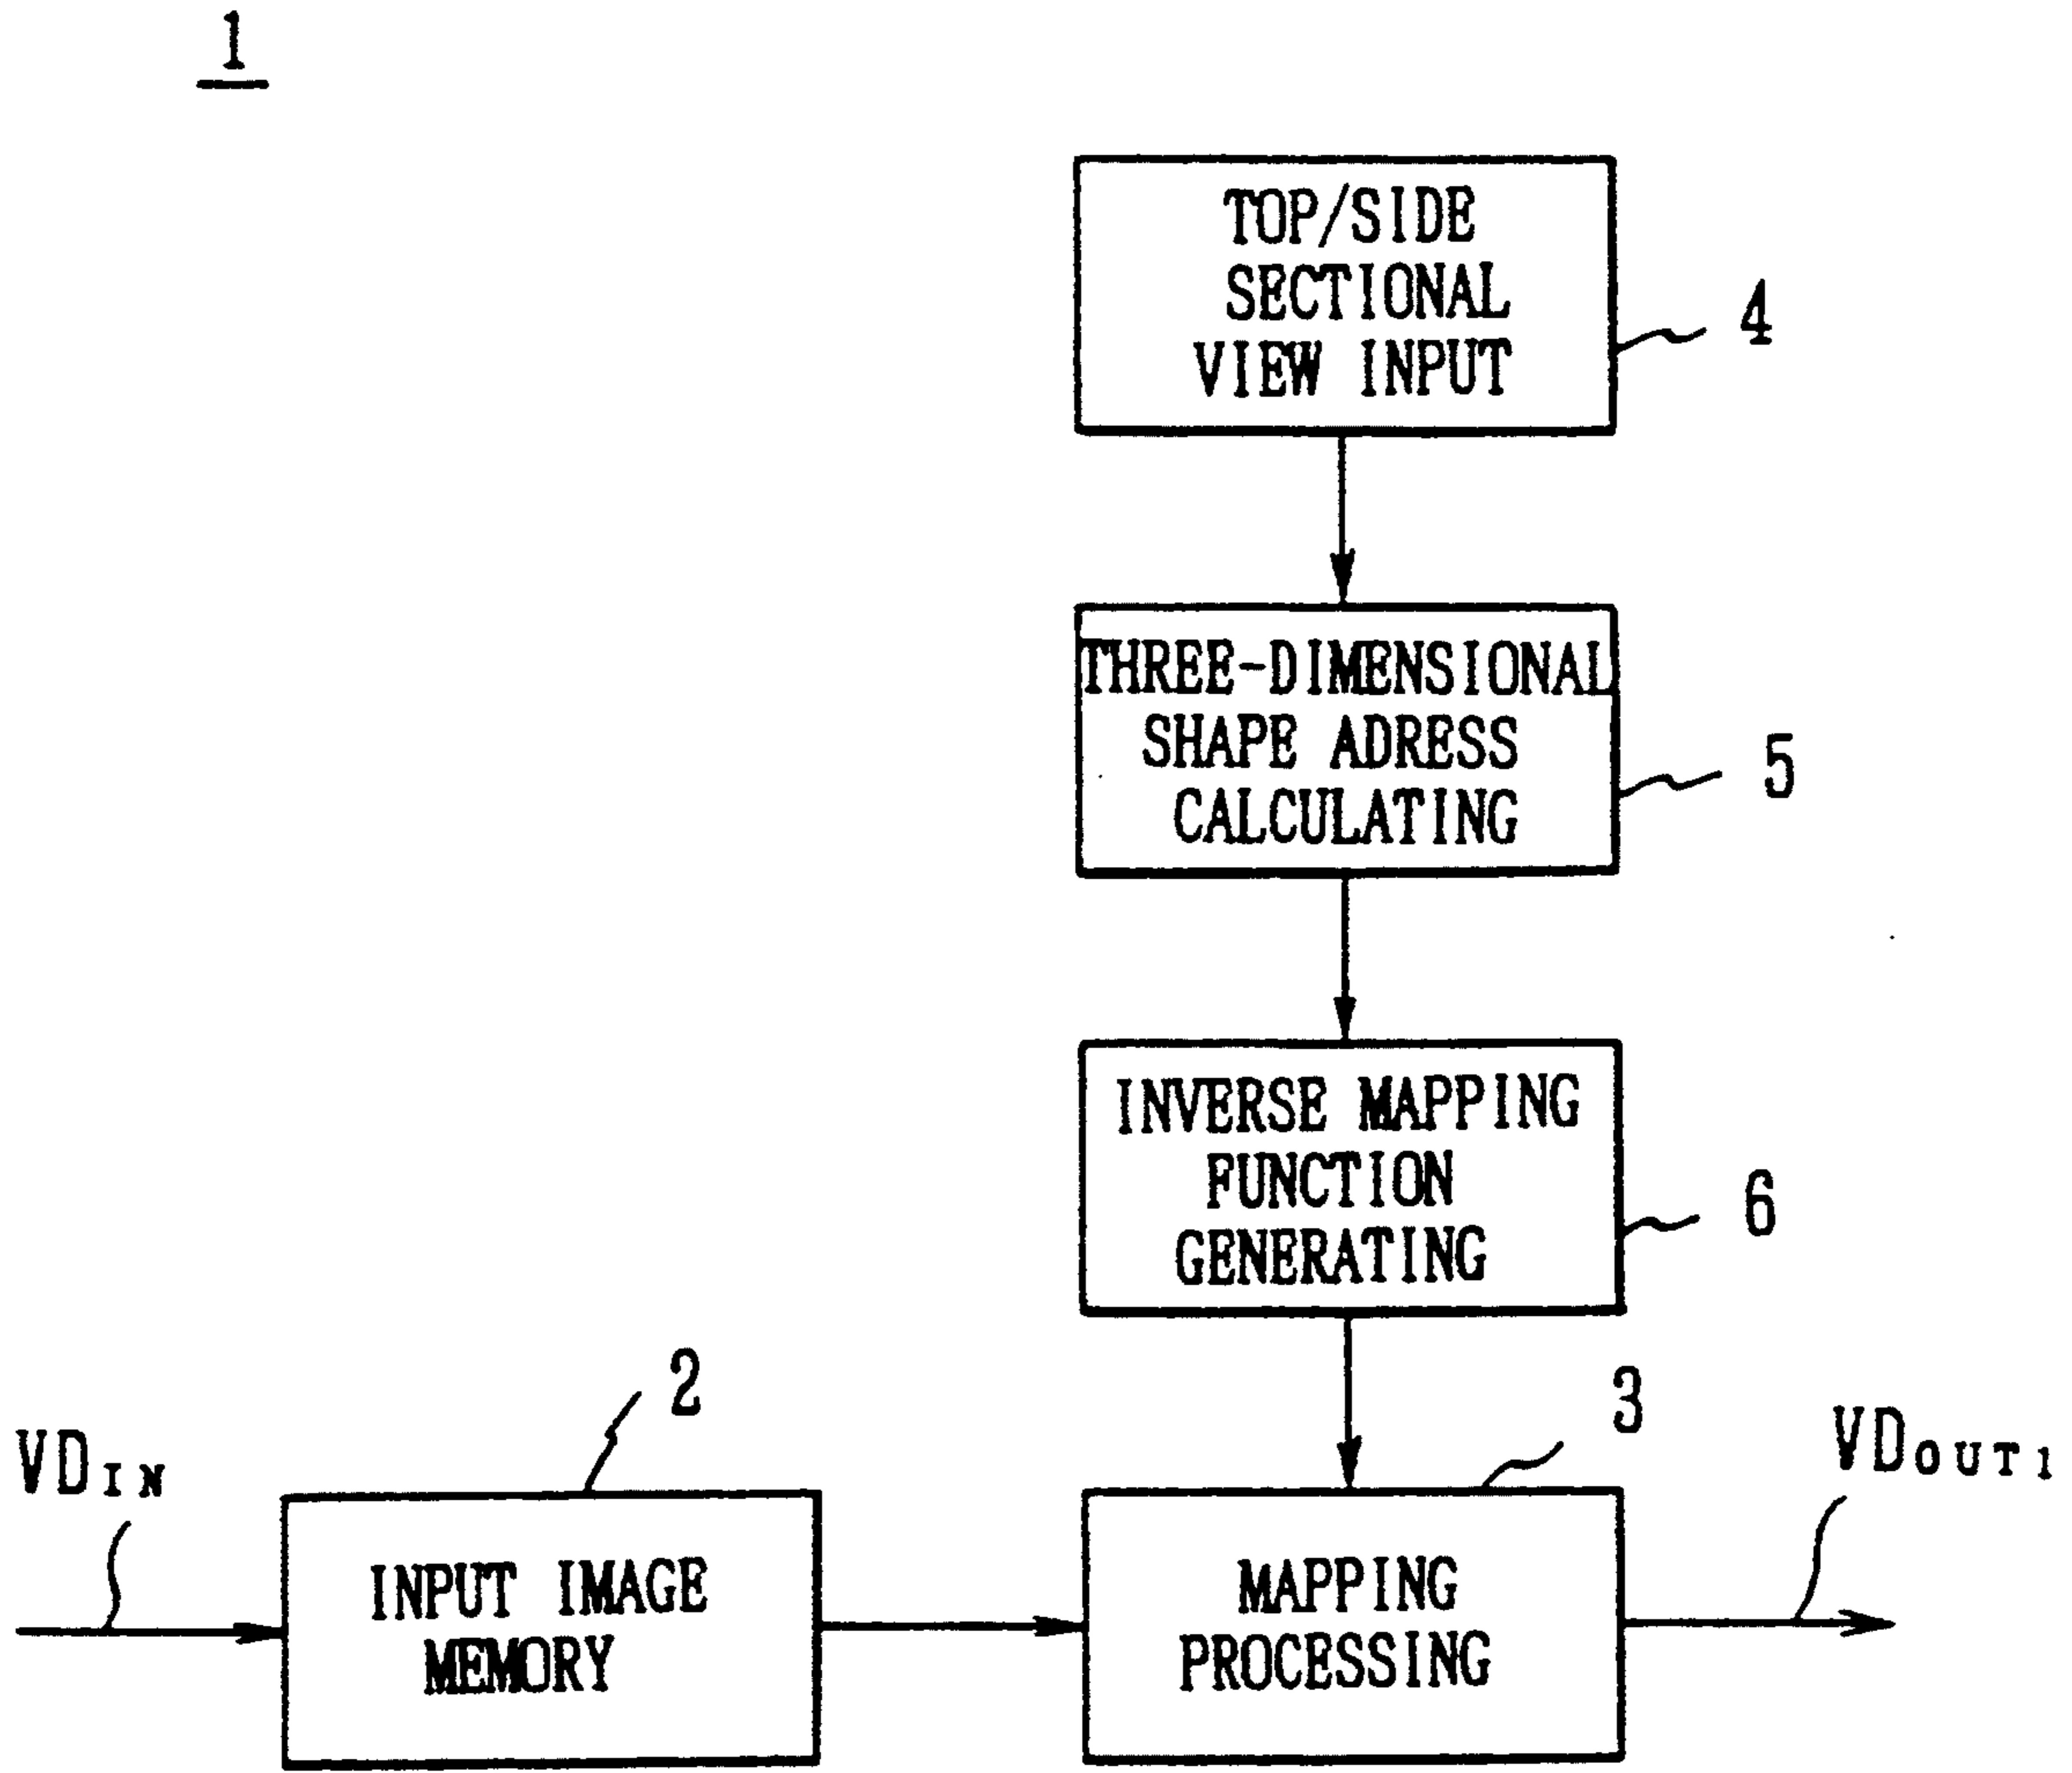 1
TOP/SIDE
SECTIONAL
VIEW INPUT
4
THREE-DIMENSIONAL
SHAPE ADRESS
CALCULATING
5
INVERSE MAPPING
FUNCTION
GENERATING
6
2
3
VDIN
VDOUT1
INPUT IMAGE
MEMORY
MAPPING
PROCESSING